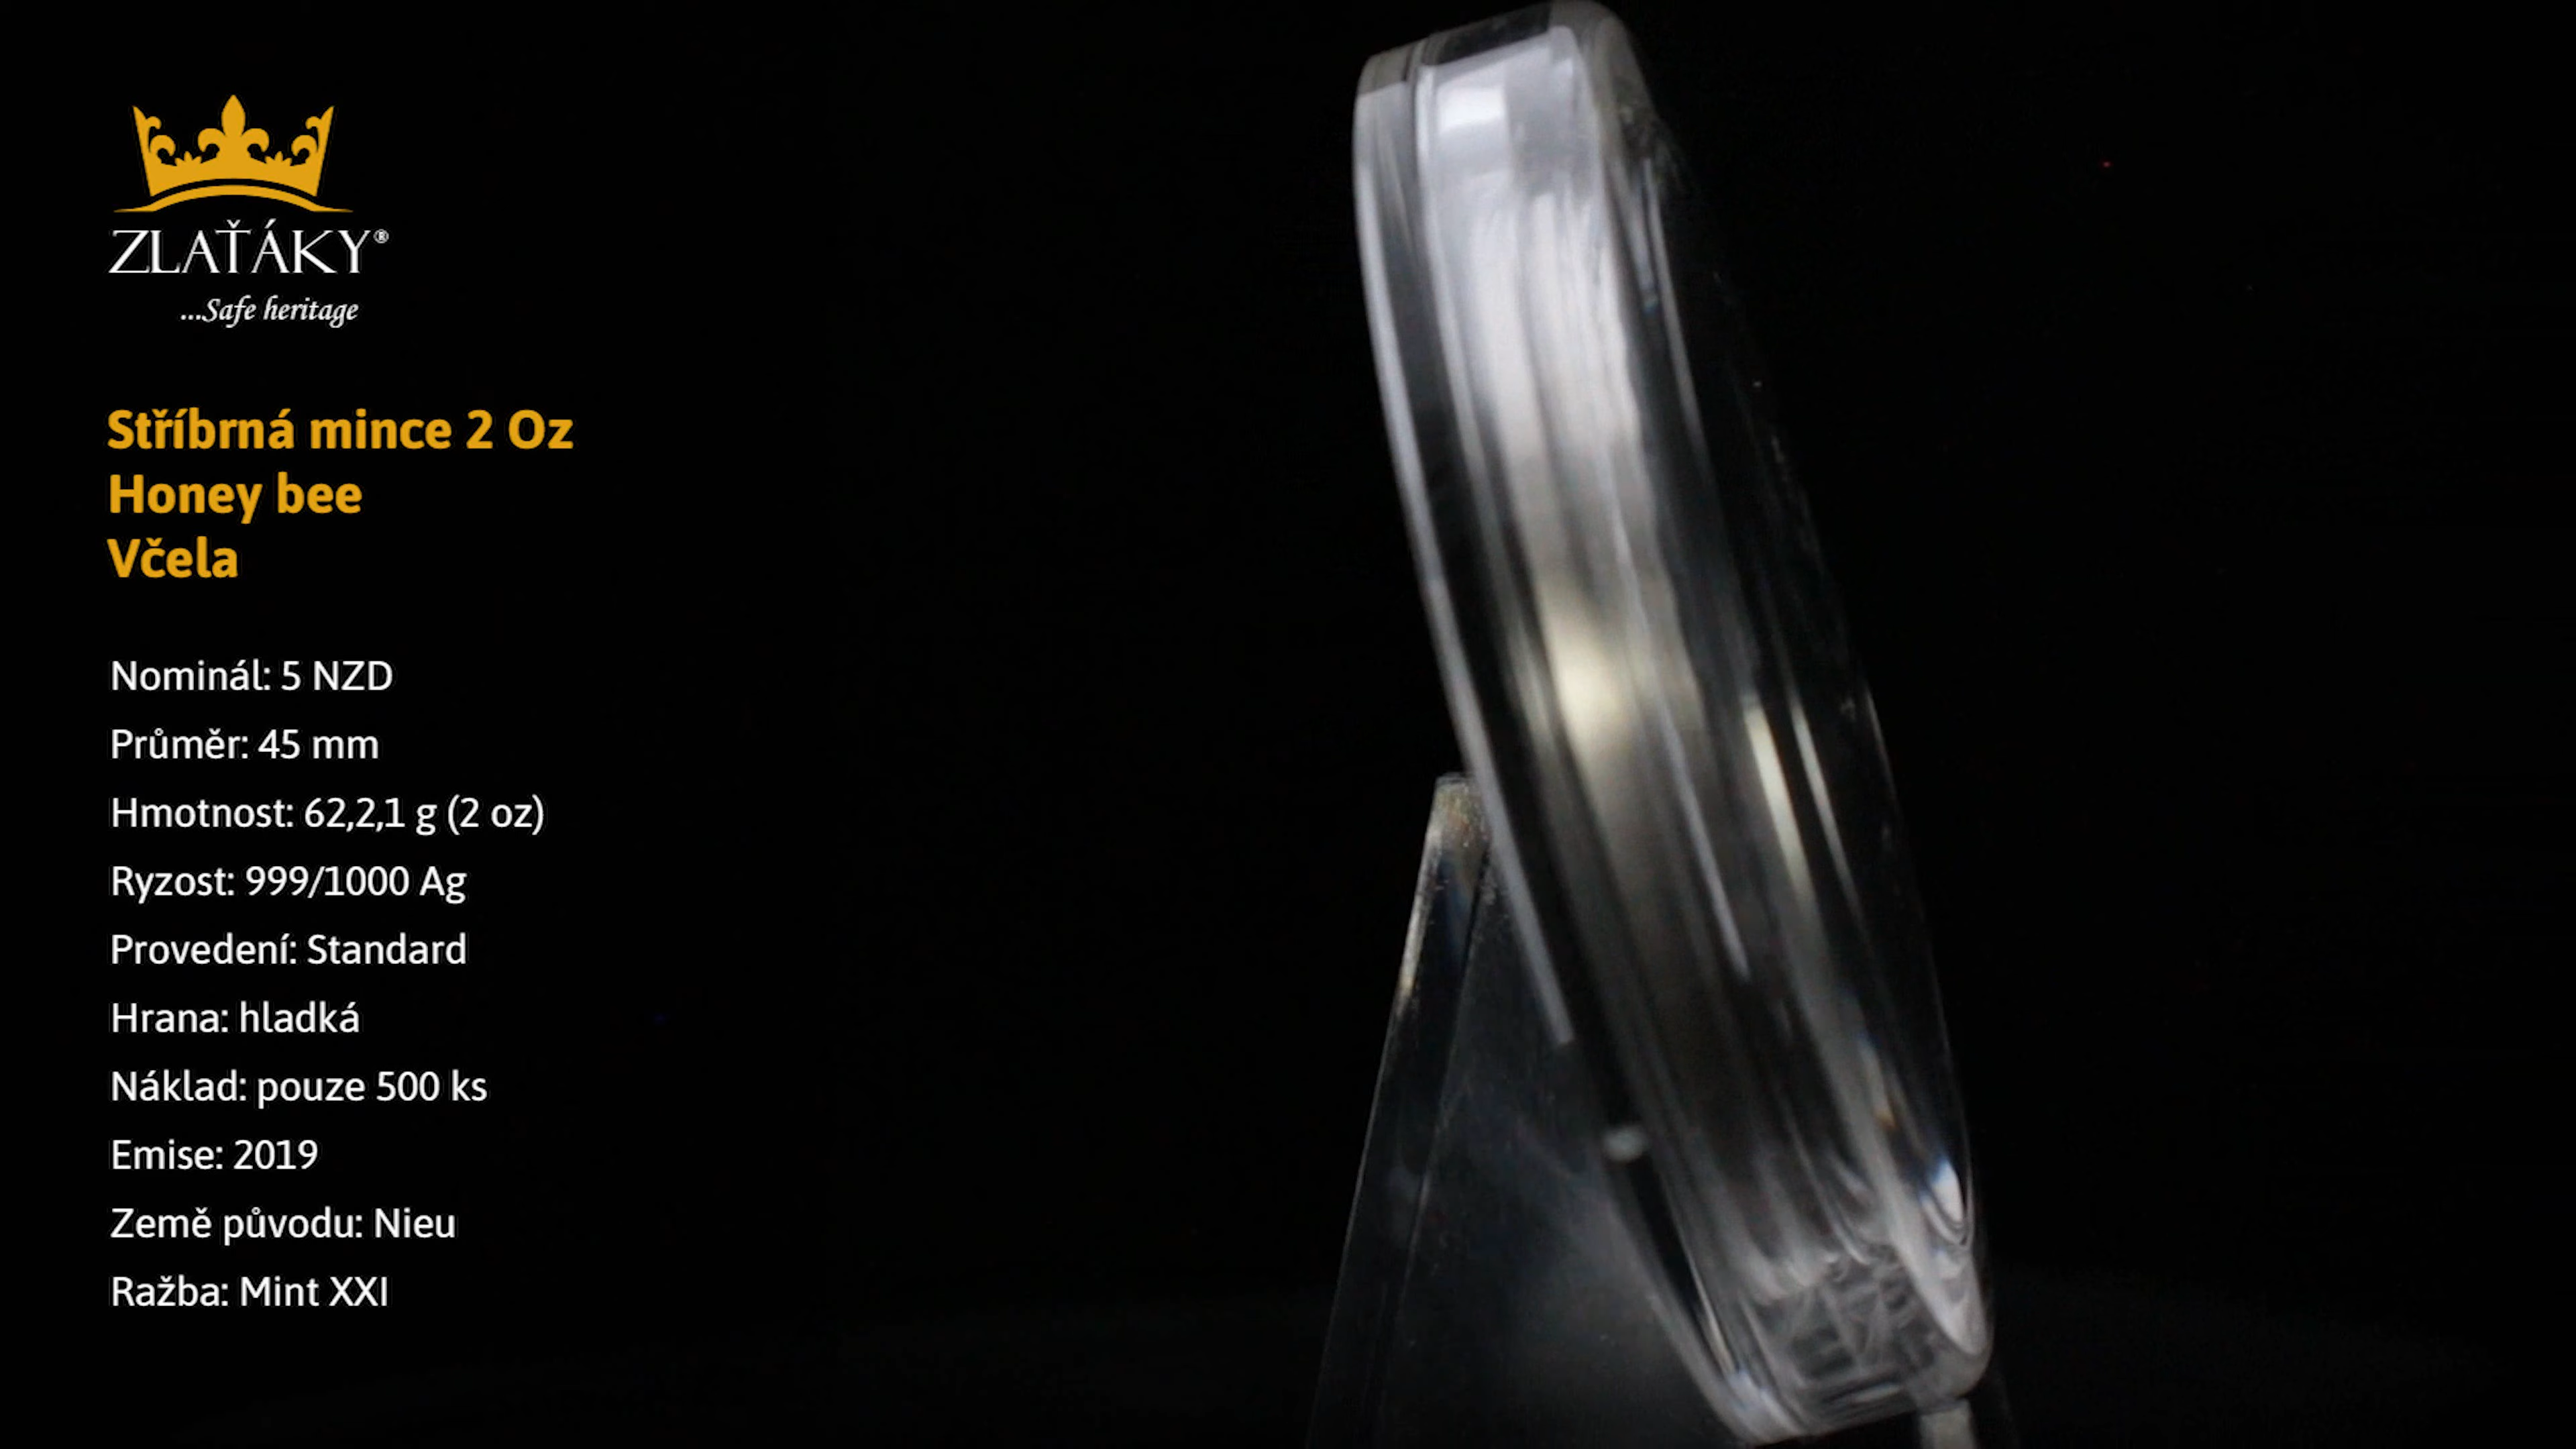 ZLAŤÁKY®
...Safe heritage
Stříbrná mince 2 Oz
Honey bee
Včela
Nominál: 5 NZD
Průměr: 45 mm
Hmotnost: 62,2,1 g (2 oz)
Ryzost: 999/1000 Ag
Provedení: Standard
Hrana: hladká
Náklad: pouze 500 ks
Emise: 2019
Země původu: Nieu
Ražba: Mint XXI